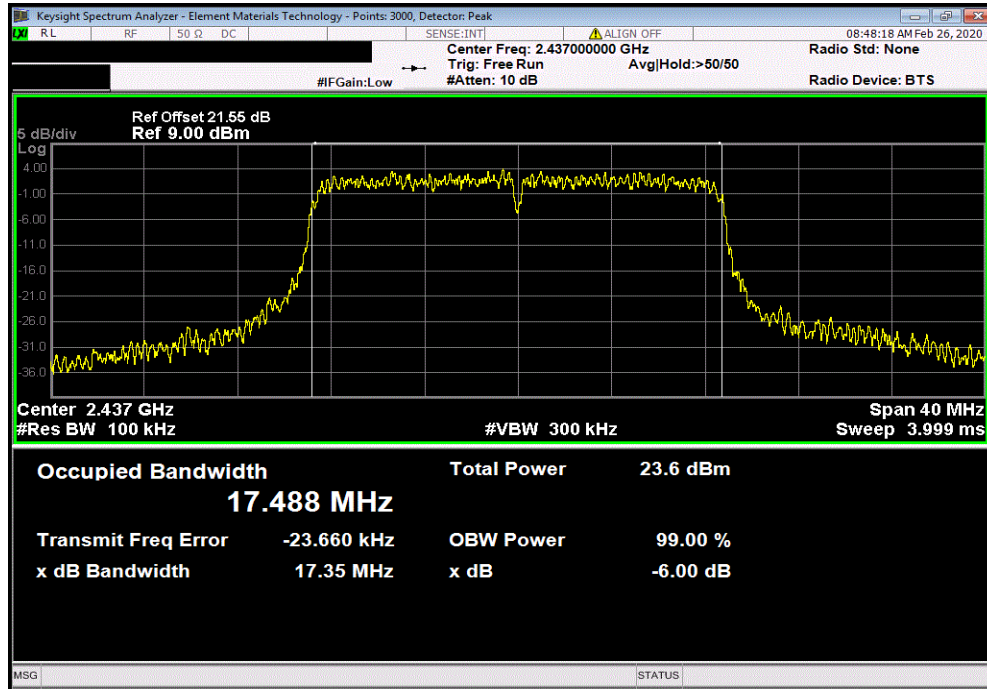 Keysight Spectrum Analyzer - Element Materials Technology - Points: 3000, Detector: Peak
LXI RL RF 50 Ω DC SENSE:INT ALIGN OFF 08:48:18 AM Feb 26, 2020
Center Freq: 2.437000000 GHz Radio Std: None
Trig: Free Run Avg|Hold:>50/50
#IFGain:Low #Atten: 10 dB Radio Device: BTS
Ref Offset 21.55 dB
5 dB/div Ref 9.00 dBm
Log
4.00
-1.00
-6.00
-11.0
-16.0
-21.0
-26.0
-31.0
-36.0
Center 2.437 GHz Span 40 MHz
#Res BW 100 kHz #VBW 300 kHz Sweep 3.999 ms
Occupied Bandwidth Total Power 23.6 dBm
17.488 MHz
Transmit Freq Error -23.660 kHz OBW Power 99.00 %
x dB Bandwidth 17.35 MHz x dB -6.00 dB
MSG STATUS